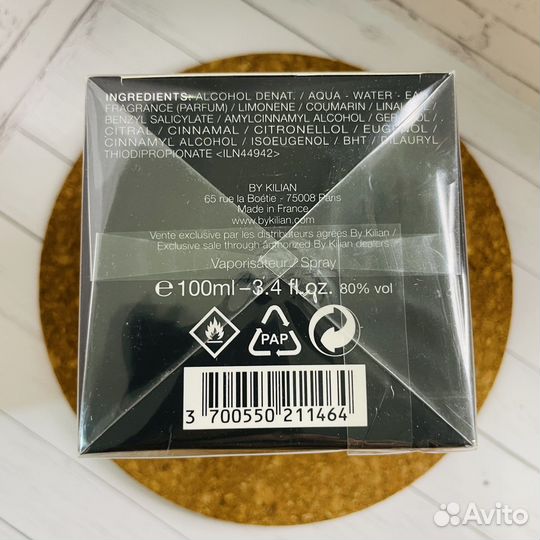 INGREDIENTS: ALCOHOL DENAT. / AQUA - WATER - EAU
FRAGRANCE (PARFUM) / LIMONENE / COUMARIN / LINALOOL /
BENZYL SALICYLATE / AMYLCINNAMYL ALCOHOL / GERANIOL /
CITRAL / CINNAMAL / CITRONELLOL / EUGENOL /
CINNAMYL ALCOHOL / ISOEUGENOL / BHT / DILAURYL
THIODIPROPIONATE <ILN44942>
BY KILIAN
65 rue la Boétie - 75008 Paris
Made in France
www.bykilian.com
Vente exclusive par les distributeurs agréés By Kilian /
Exclusive sale through authorized By Kilian dealers
Vaporisateur / Spray
℮100ml – 3.4 fl.oz. 80% vol
PAP
3 700550 211464
Avito